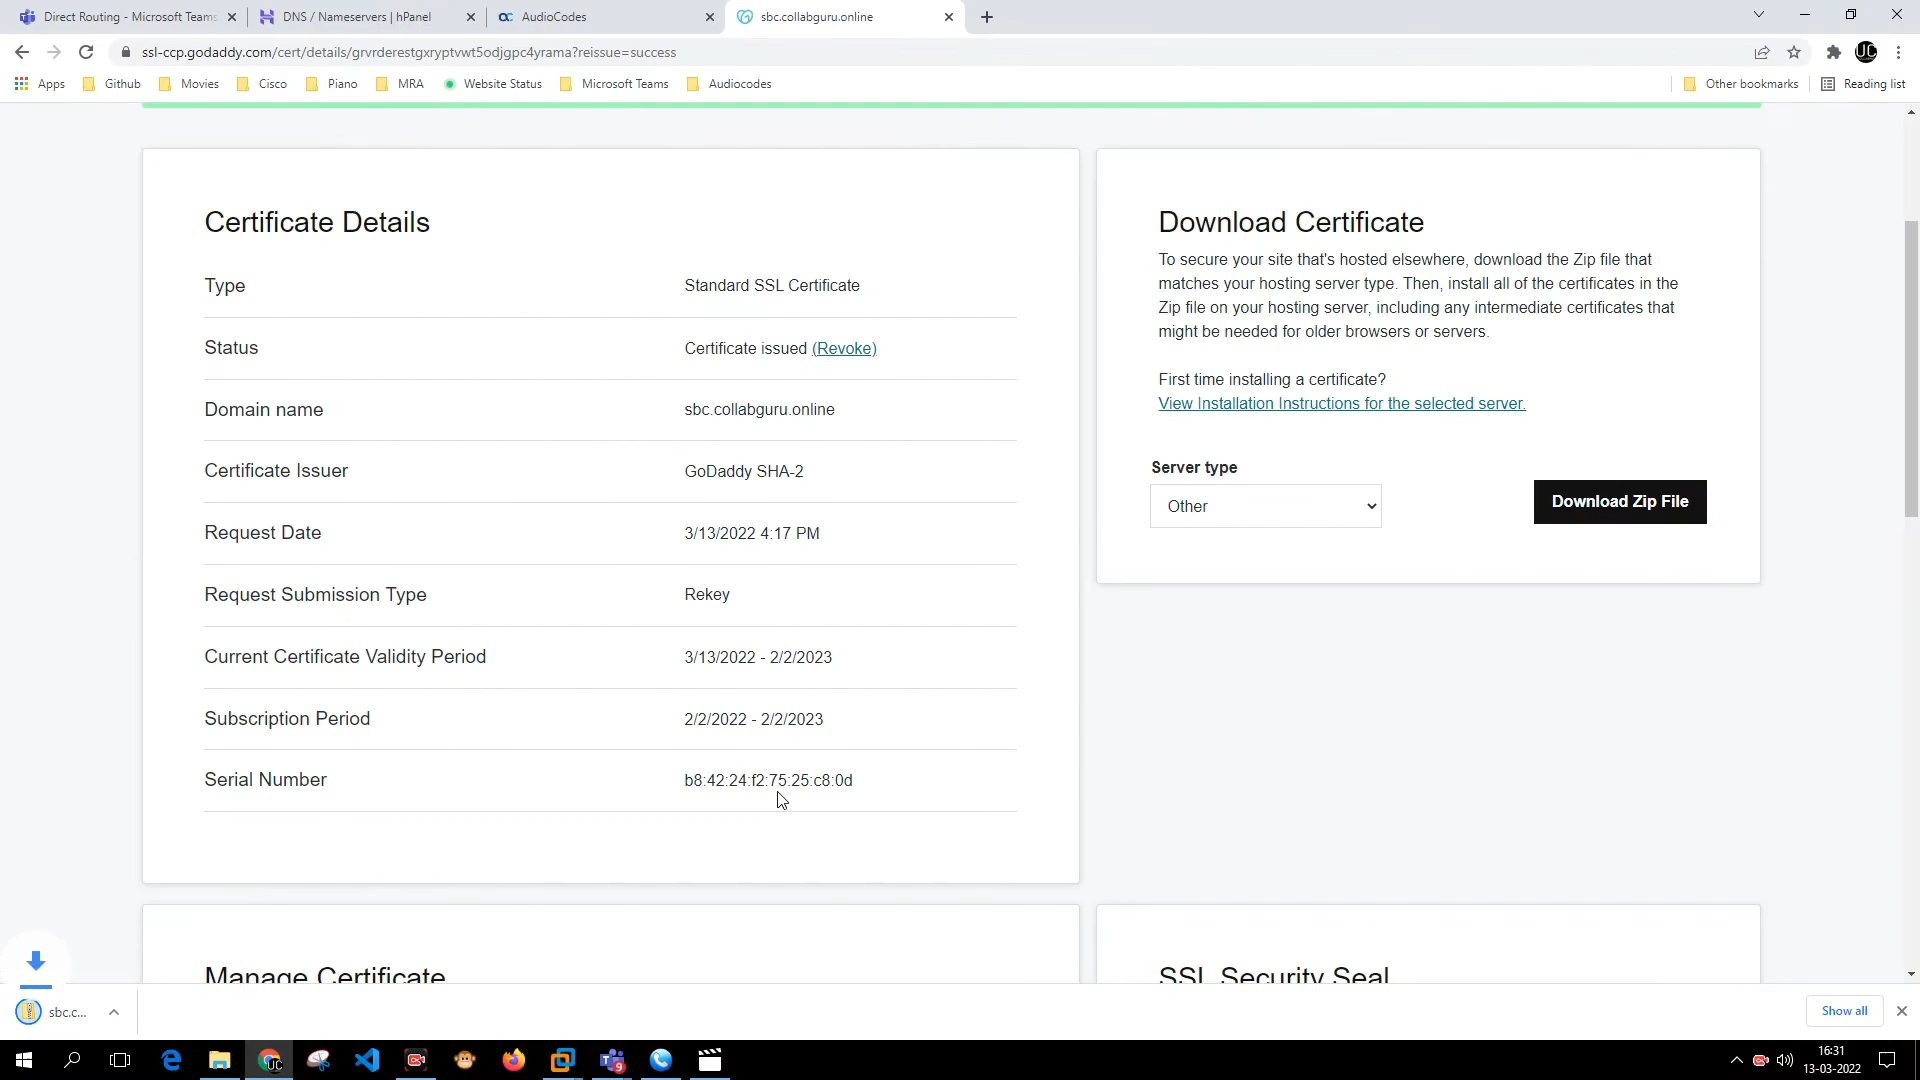 Direct Routing - Microsoft Teams
DNS / Nameservers | hPanel
AudioCodes
sbc.collabguru.online
ssl-ccp.godaddy.com/cert/details/grvrderestgxryptvwt5odjgpc4yrama?reissue=success
Apps
Github
Movies
Cisco
Piano
MRA
Website Status
Microsoft Teams
Audiocodes
Other bookmarks
Reading list
Certificate Details
Type
Standard SSL Certificate
Status
Certificate issued (Revoke)
Domain name
sbc.collabguru.online
Certificate Issuer
GoDaddy SHA-2
Request Date
3/13/2022 4:17 PM
Request Submission Type
Rekey
Current Certificate Validity Period
3/13/2022 - 2/2/2023
Subscription Period
2/2/2022 - 2/2/2023
Serial Number
b8:42:24:f2:75:25:c8:0d
Download Certificate
To secure your site that's hosted elsewhere, download the Zip file that
matches your hosting server type. Then, install all of the certificates in the
Zip file on your hosting server, including any intermediate certificates that
might be needed for older browsers or servers.
First time installing a certificate?
View Installation Instructions for the selected server.
Server type
Other
Download Zip File
Manage Certificate
SSL Security Seal
sbc.c...
Show all
UC
9
16:31
13-03-2022